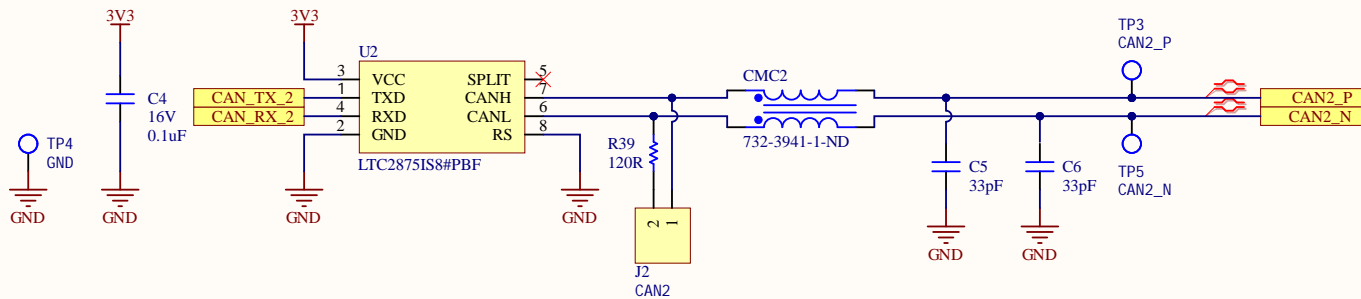 3V3
3V3
TP3
CAN2_P
U2
CMC2
C4
16V
0.1uF
CAN_TX_2
CAN_RX_2
3
1
4
2
VCC
TXD
RXD
GND
SPLIT
CANH
CANL
RS
5
7
6
8
CAN2_P
CAN2_N
TP4
GND
LTC2875IS8#PBF
R39
120R
732-3941-1-ND
C5
33pF
C6
33pF
TP5
CAN2_N
GND
GND
GND
GND
2
1
GND
GND
J2
CAN2